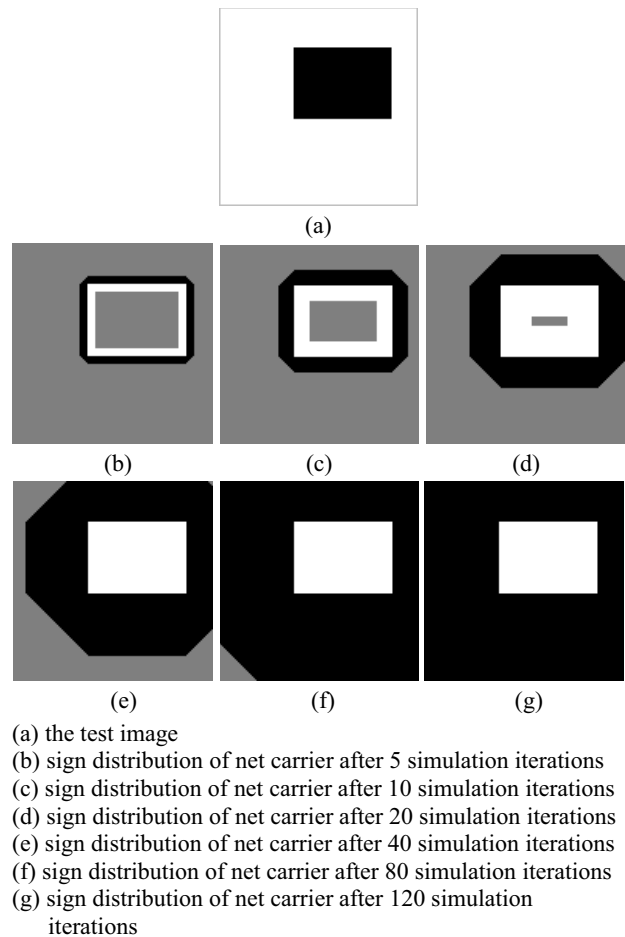 (a)
(b)
(c)
(d)
(e)
(f)
(g)
(a) the test image
(b) sign distribution of net carrier after 5 simulation iterations
(c) sign distribution of net carrier after 10 simulation iterations
(d) sign distribution of net carrier after 20 simulation iterations
(e) sign distribution of net carrier after 40 simulation iterations
(f) sign distribution of net carrier after 80 simulation iterations
(g) sign distribution of net carrier after 120 simulation
iterations